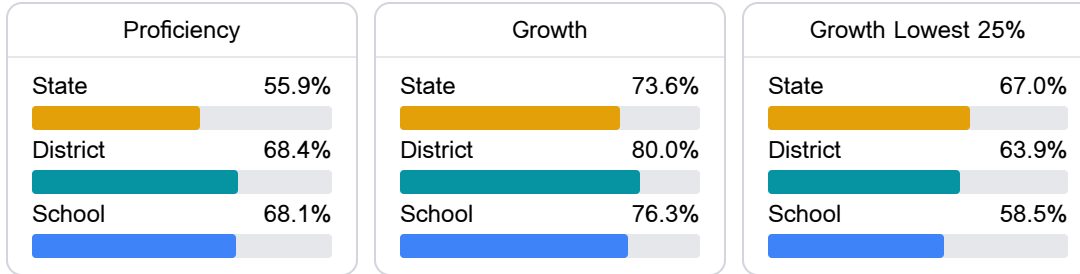 Proficiency
State 55.9%
District 68.4%
School 68.1%
Growth
State 73.6%
District 80.0%
School 76.3%
Growth Lowest 25%
State 67.0%
District 63.9%
School 58.5%